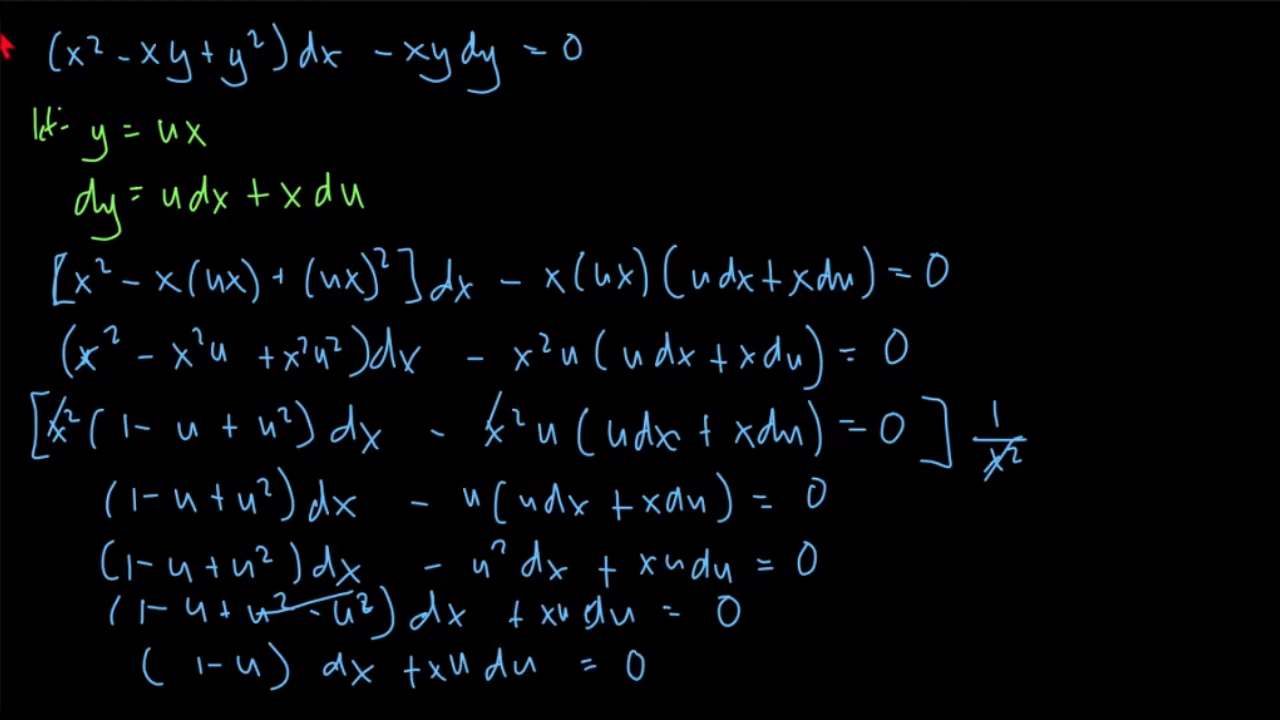 (x² - xy + y²) dx - xy dy = 0
let: y = ux
dy = u dx + x du
[x² - x(ux) + (ux)²] dx - x(ux)(u dx + x du) = 0
(x² - x²u + x²u²) dx - x²u (u dx + x du) = 0
[x² (1 - u + u²) dx - x²u (u dx + x du) = 0] 1/x²
(1 - u + u²) dx - u(u dx + x du) = 0
(1 - u + u²) dx - u² dx + xu du = 0
(1 - u + u² - u²) dx + xu du = 0
(1 - u) dx + xu du = 0